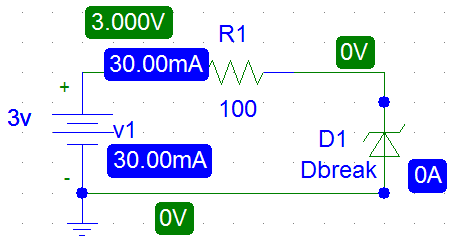 3.000V
R1
30.00mA
0V
+
100
3v
v1
D1
30.00mA
Dbreak
-
0A
0V